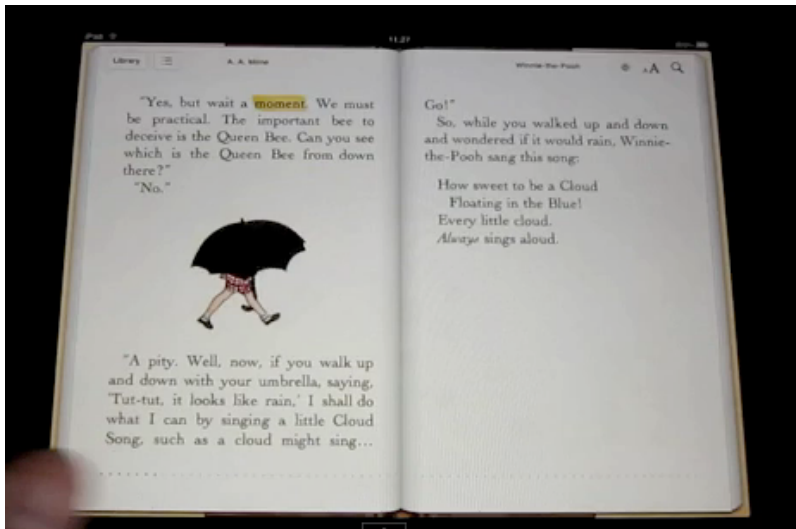 iPad
11.27
Library
A. A. Milne
Winnie-the-Pooh
AA
"Yes, but wait a moment. We must
be practical. The important bee to
deceive is the Queen Bee. Can you see
which is the Queen Bee from down
there?"
"No."
"A pity. Well, now, if you walk up
and down with your umbrella, saying,
'Tut-tut, it looks like rain,' I shall do
what I can by singing a little Cloud
Song, such as a cloud might sing...
Go!"
So, while you walked up and down
and wondered if it would rain, Winnie-
the-Pooh sang this song:
How sweet to be a Cloud
Floating in the Blue!
Every little cloud.
Always sings aloud.